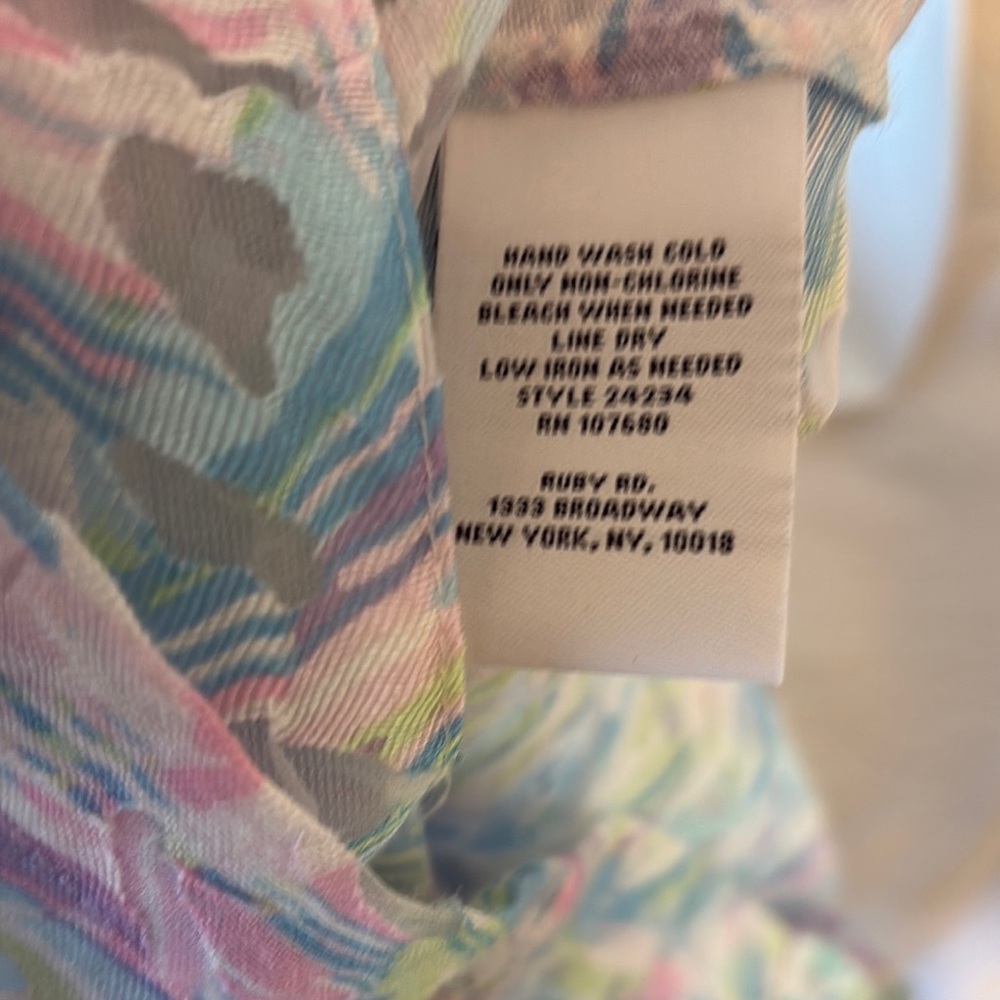 HAND WASH COLD
ONLY NON-CHLORINE
BLEACH WHEN NEEDED
LINE DRY
LOW IRON AS NEEDED
STYLE 24234
RN 107680
RUBY RD.
1333 BROADWAY
NEW YORK, NY, 10018